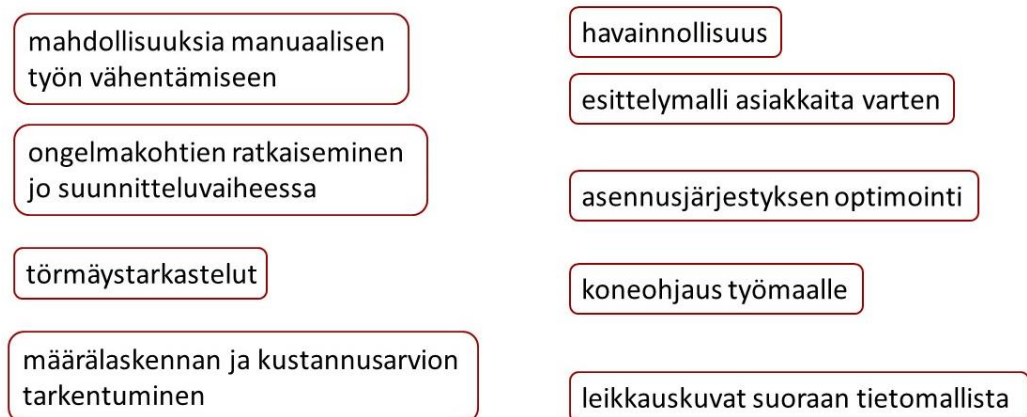 mahdollisuuksia manuaalisen
työn vähentämiseen
ongelmakohtien ratkaiseminen
jo suunnitteluvaiheessa
törmäystarkastelut
määrälaskennan ja kustannusarvion
tarkentuminen
havainnollisuus
esittelymalli asiakkaita varten
asennusjärjestyksen optimointi
koneohjaus työmaalle
leikkauskuvat suoraan tietomallista